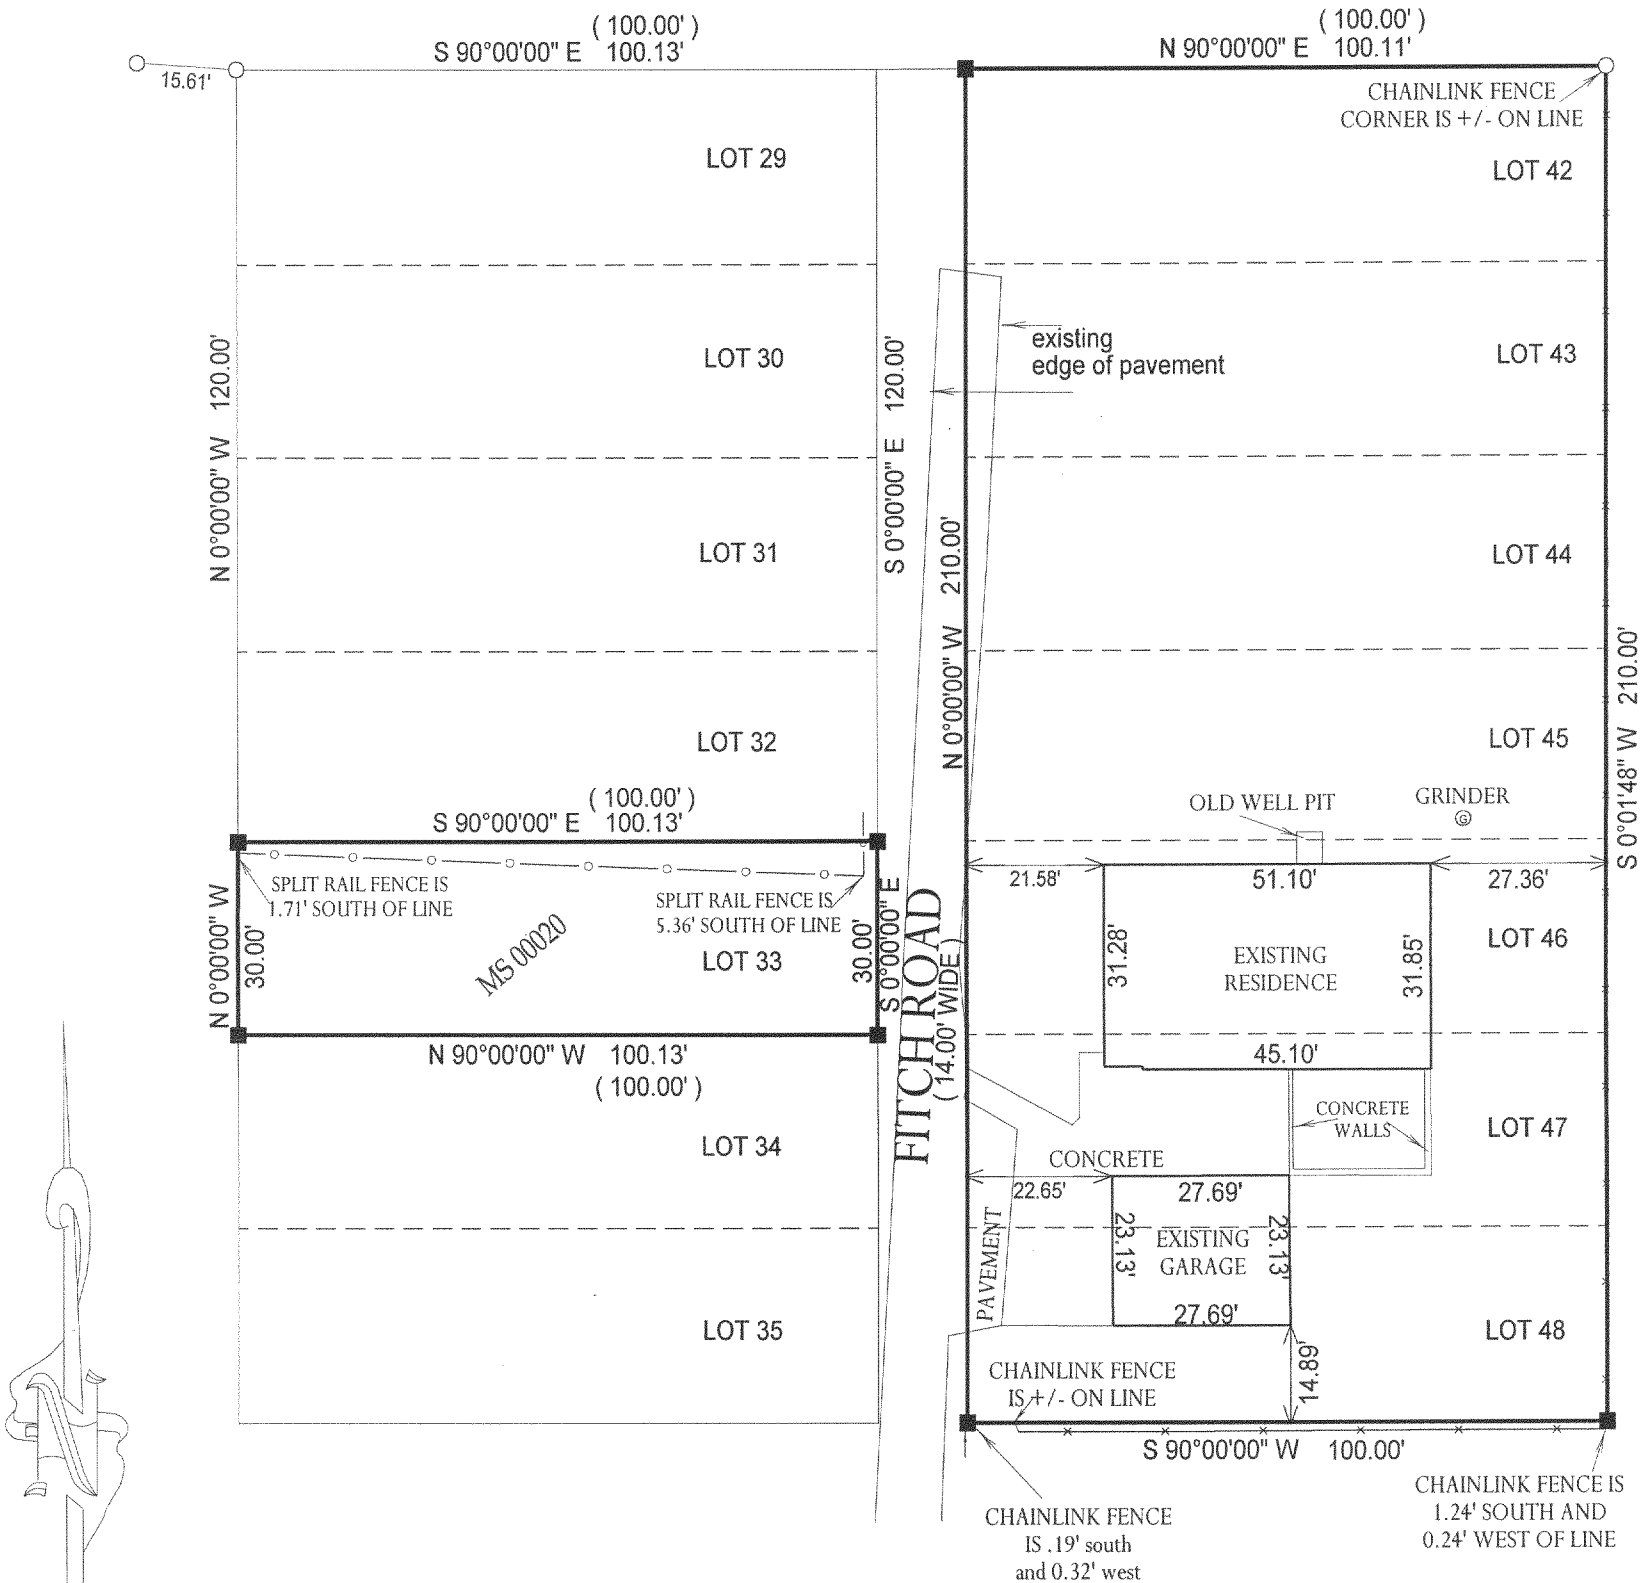 ( 100.00' )
S 90°00'00" E 100.13'
( 100.00' )
N 90°00'00" E 100.11'
15.61'
CHAINLINK FENCE
CORNER IS +/- ON LINE
LOT 29
LOT 42
existing
edge of pavement
LOT 30
LOT 43
N 0°00'00" W 120.00'
S 0°00'00" E 120.00'
LOT 31
LOT 44
N 0°00'00" W 210.00'
S 0°01'48" W 210.00'
LOT 32
LOT 45
( 100.00' )
S 90°00'00" E 100.13'
OLD WELL PIT
GRINDER
G
21.58'
51.10'
27.36'
SPLIT RAIL FENCE IS
1.71' SOUTH OF LINE
SPLIT RAIL FENCE IS
5.36' SOUTH OF LINE
N 0°00'00" W
30.00'
MS 00020
LOT 33
30.00'
S 0°00'00" E
FITCH ROAD
( 14.00' WIDE )
31.28'
EXISTING
RESIDENCE
31.85'
LOT 46
45.10'
N 90°00'00" W 100.13'
( 100.00' )
CONCRETE
WALLS
LOT 34
LOT 47
CONCRETE
22.65'
27.69'
PAVEMENT
23.13'
EXISTING
GARAGE
23.13'
27.69'
LOT 35
LOT 48
14.89'
CHAINLINK FENCE
IS +/- ON LINE
S 90°00'00" W 100.00'
CHAINLINK FENCE
IS .19' south
and 0.32' west
CHAINLINK FENCE IS
1.24' SOUTH AND
0.24' WEST OF LINE